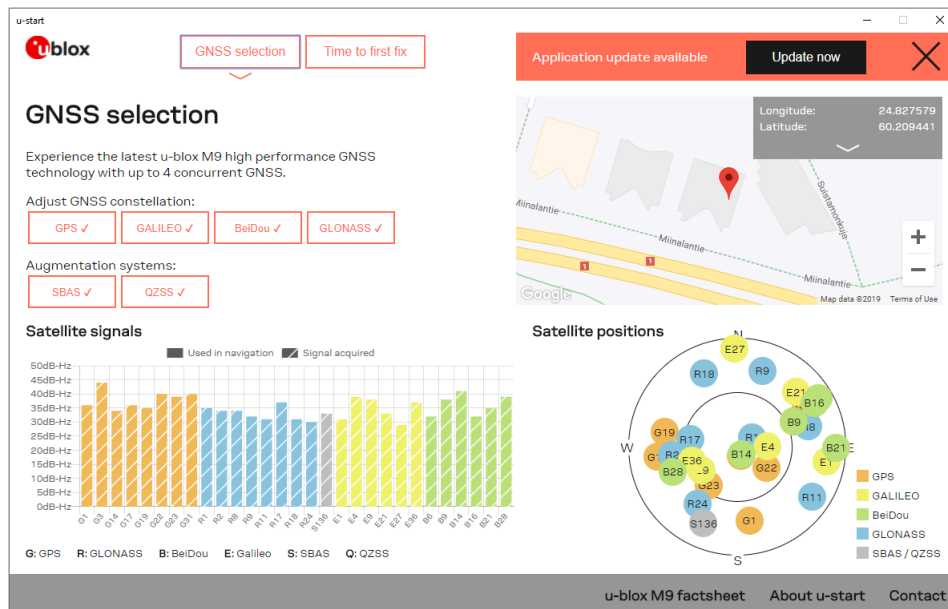 u-start
ublox
GNSS selection
Time to first fix
Application update available
Update now
GNSS selection
Experience the latest u-blox M9 high performance GNSS
technology with up to 4 concurrent GNSS.
Adjust GNSS constellation:
GPS ✓
GALILEO ✓
BeiDou ✓
GLONASS ✓
Augmentation systems:
SBAS ✓
QZSS ✓
Longitude: 24.827579
Latitude: 60.209441
Minalantie
Miinalantie
Miinalantie
Suistamonkuja
1
1
+
−
Google
Map data ©2019 Terms of Use
Satellite signals
Used in navigation
Signal acquired
50dB-Hz
45dB-Hz
40dB-Hz
35dB-Hz
30dB-Hz
25dB-Hz
20dB-Hz
15dB-Hz
10dB-Hz
5dB-Hz
0dB-Hz
G1 G3 G14 G17 G19 G22 G23 G31 R1 R2 R8 R9 R11 R17 R18 R24 S136 E1 E4 E9 E21 E27 E36 B6 B9 B14 B16 B21 B28
G: GPS R: GLONASS B: BeiDou E: Galileo S: SBAS Q: QZSS
Satellite positions
N
E27
R18
R9
E21
B16
B9
G19
R17
W
B14
E4
B21
E
E36
B28
G22
G23
R24
R11
S136
G1
S
GPS
GALILEO
BeiDou
GLONASS
SBAS / QZSS
u-blox M9 factsheet About u-start Contact